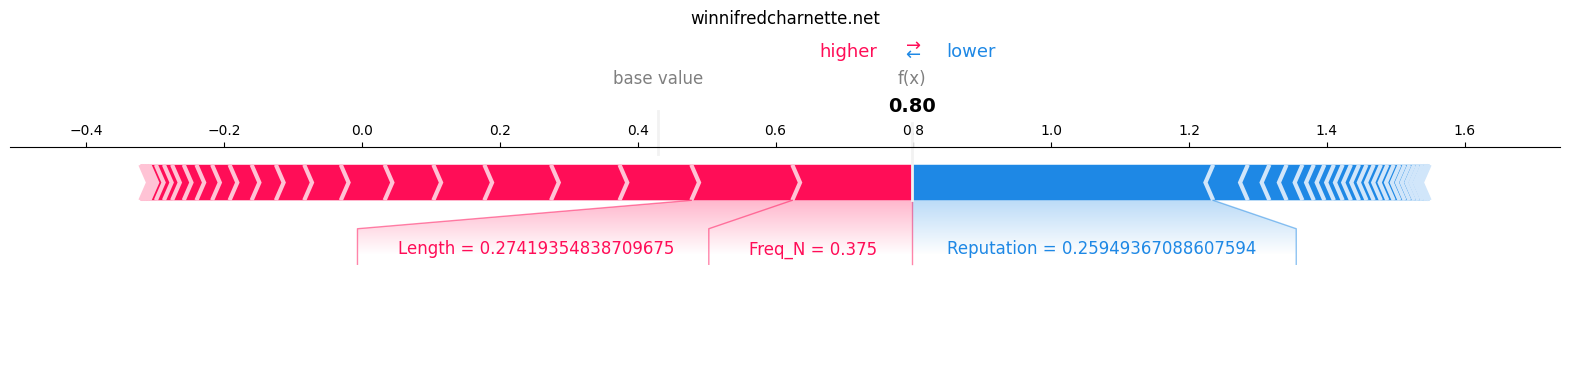 winnifredcharnette.net
higher → ← lower
base value f(x)
0.80
−0.4 −0.2 0.0 0.2 0.4 0.6 0.8 1.0 1.2 1.4 1.6
Length = 0.27419354838709675 Freq_N = 0.375 Reputation = 0.25949367088607594